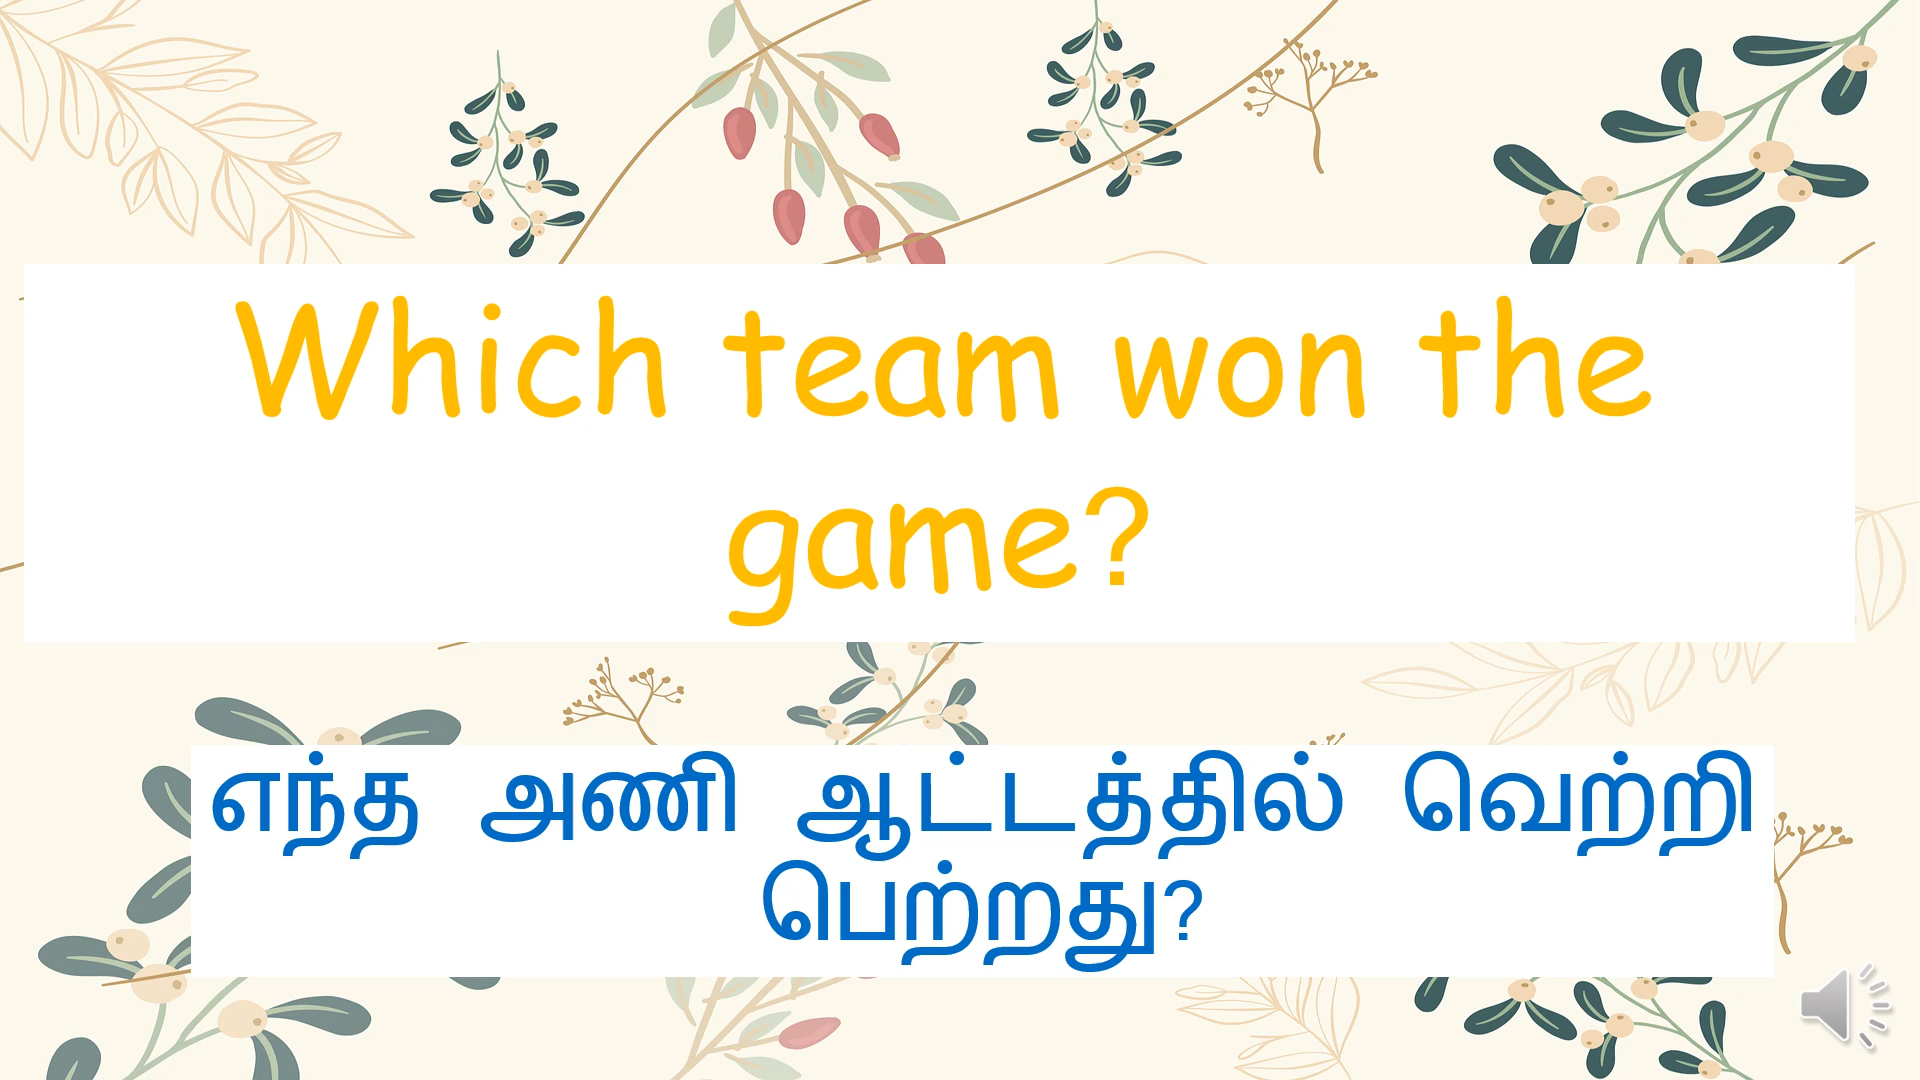 Which team won the
game?
எந்த அணி ஆட்டத்தில் வெற்றி
பெற்றது?